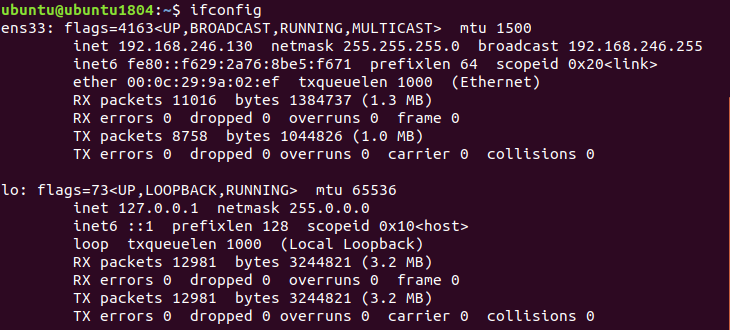 ubuntu@ubuntu1804:~$ ifconfig
ens33: flags=4163<UP,BROADCAST,RUNNING,MULTICAST>  mtu 1500
        inet 192.168.246.130  netmask 255.255.255.0  broadcast 192.168.246.255
        inet6 fe80::f629:2a76:8be5:f671  prefixlen 64  scopeid 0x20<link>
        ether 00:0c:29:9a:02:ef  txqueuelen 1000  (Ethernet)
        RX packets 11016  bytes 1384737 (1.3 MB)
        RX errors 0  dropped 0  overruns 0  frame 0
        TX packets 8758  bytes 1044826 (1.0 MB)
        TX errors 0  dropped 0 overruns 0  carrier 0  collisions 0

lo: flags=73<UP,LOOPBACK,RUNNING>  mtu 65536
        inet 127.0.0.1  netmask 255.0.0.0
        inet6 ::1  prefixlen 128  scopeid 0x10<host>
        loop  txqueuelen 1000  (Local Loopback)
        RX packets 12981  bytes 3244821 (3.2 MB)
        RX errors 0  dropped 0  overruns 0  frame 0
        TX packets 12981  bytes 3244821 (3.2 MB)
        TX errors 0  dropped 0 overruns 0  carrier 0  collisions 0